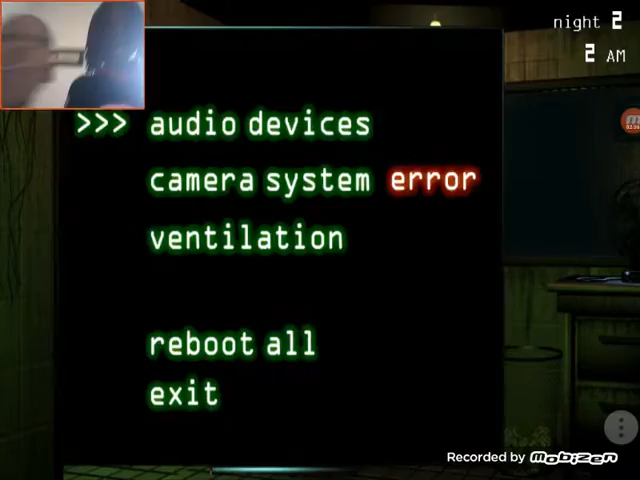 night 2
2 AM
>>> audio devices
camera system error
ventilation
reboot all
exit
Recorded by Mobizen